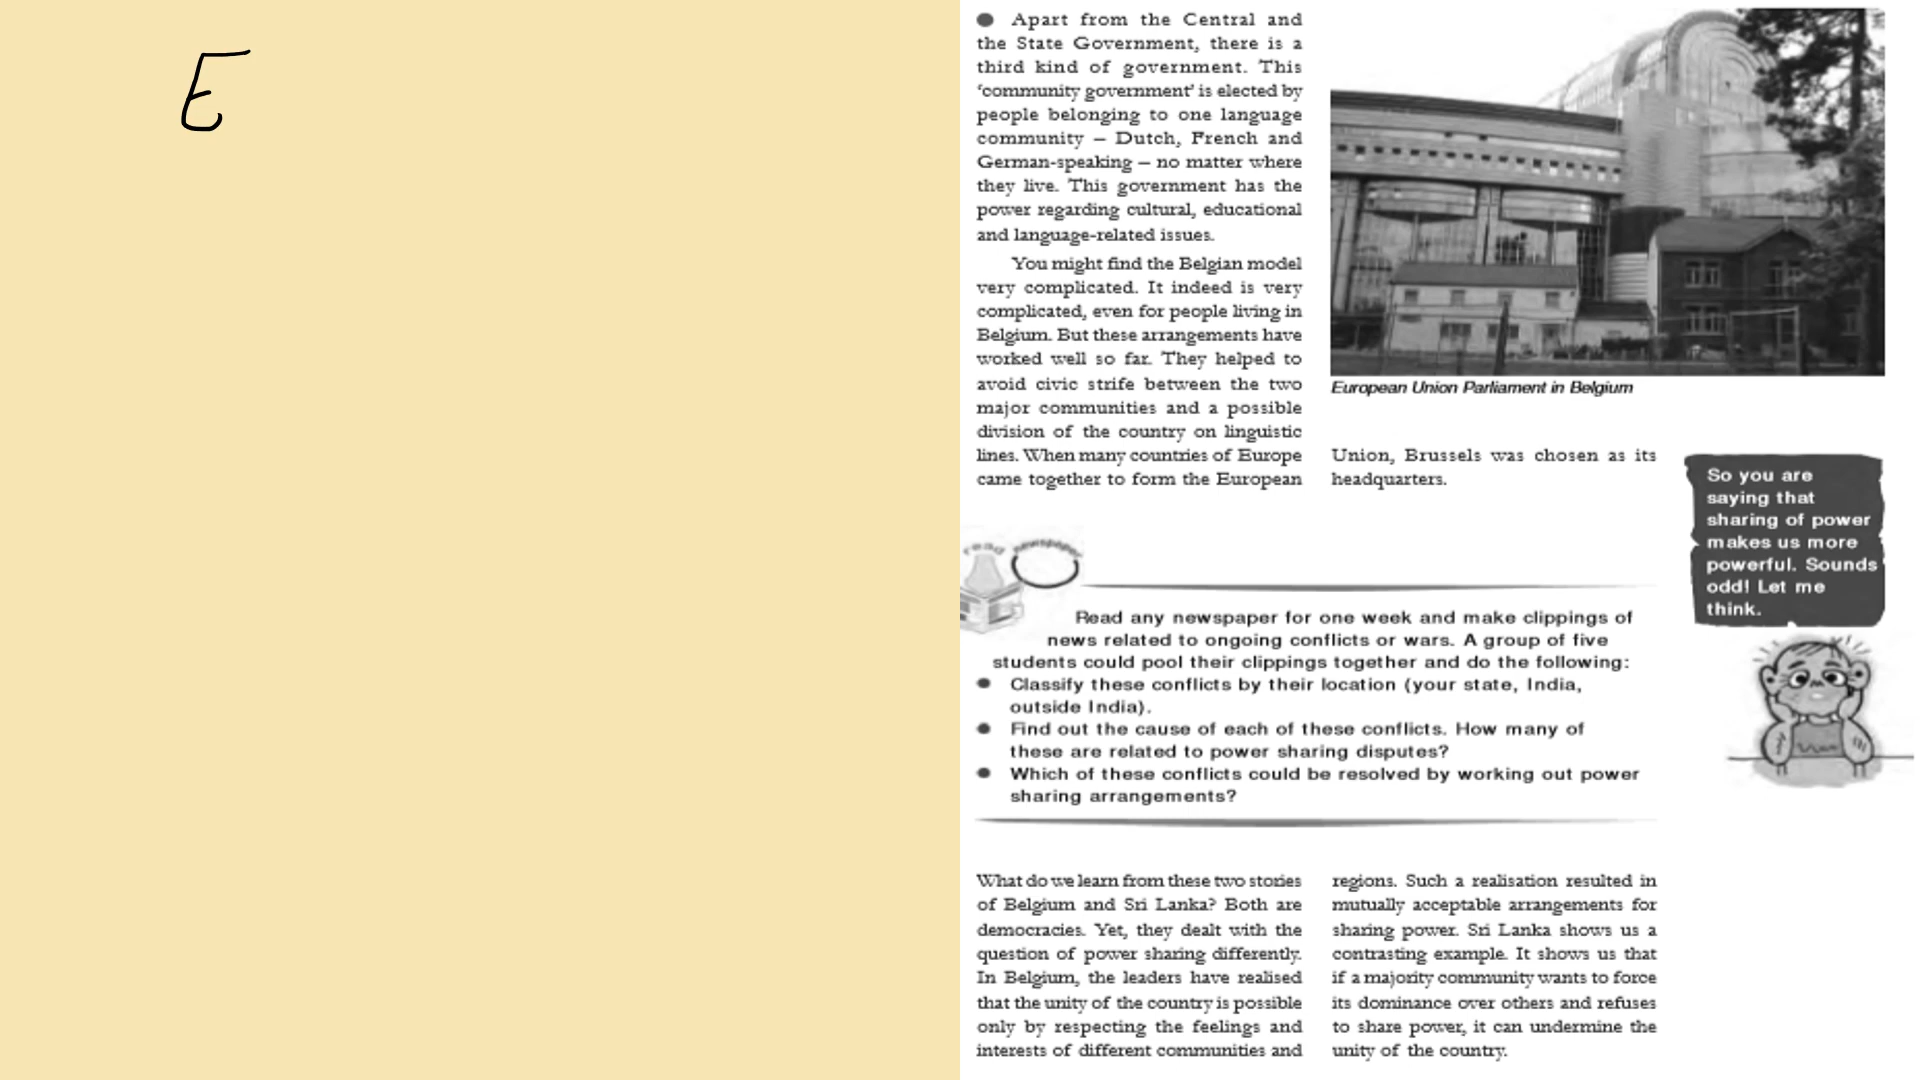 E
● Apart from the Central and
the State Government, there is a
third kind of government. This
‘community government’ is elected by
people belonging to one language
community – Dutch, French and
German-speaking – no matter where
they live. This government has the
power regarding cultural, educational
and language-related issues.
You might find the Belgian model
very complicated. It indeed is very
complicated, even for people living in
Belgium. But these arrangements have
worked well so far. They helped to
avoid civic strife between the two
major communities and a possible
division of the country on linguistic
lines. When many countries of Europe
came together to form the European
European Union Parliament in Belgium
Union, Brussels was chosen as its
headquarters.
So you are
saying that
sharing of power
makes us more
powerful. Sounds
odd! Let me
think.
read newspaper
Read any newspaper for one week and make clippings of
news related to ongoing conflicts or wars. A group of five
students could pool their clippings together and do the following:
● Classify these conflicts by their location (your state, India,
outside India).
● Find out the cause of each of these conflicts. How many of
these are related to power sharing disputes?
● Which of these conflicts could be resolved by working out power
sharing arrangements?
What do we learn from these two stories
of Belgium and Sri Lanka? Both are
democracies. Yet, they dealt with the
question of power sharing differently.
In Belgium, the leaders have realised
that the unity of the country is possible
only by respecting the feelings and
interests of different communities and
regions. Such a realisation resulted in
mutually acceptable arrangements for
sharing power. Sri Lanka shows us a
contrasting example. It shows us that
if a majority community wants to force
its dominance over others and refuses
to share power, it can undermine the
unity of the country.